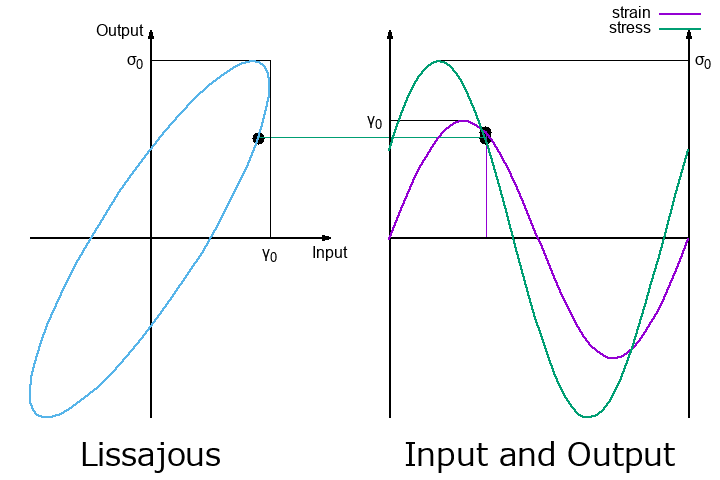 Output
σ0
γ0
Input
Lissajous
strain
stress
σ0
γ0
Input and Output